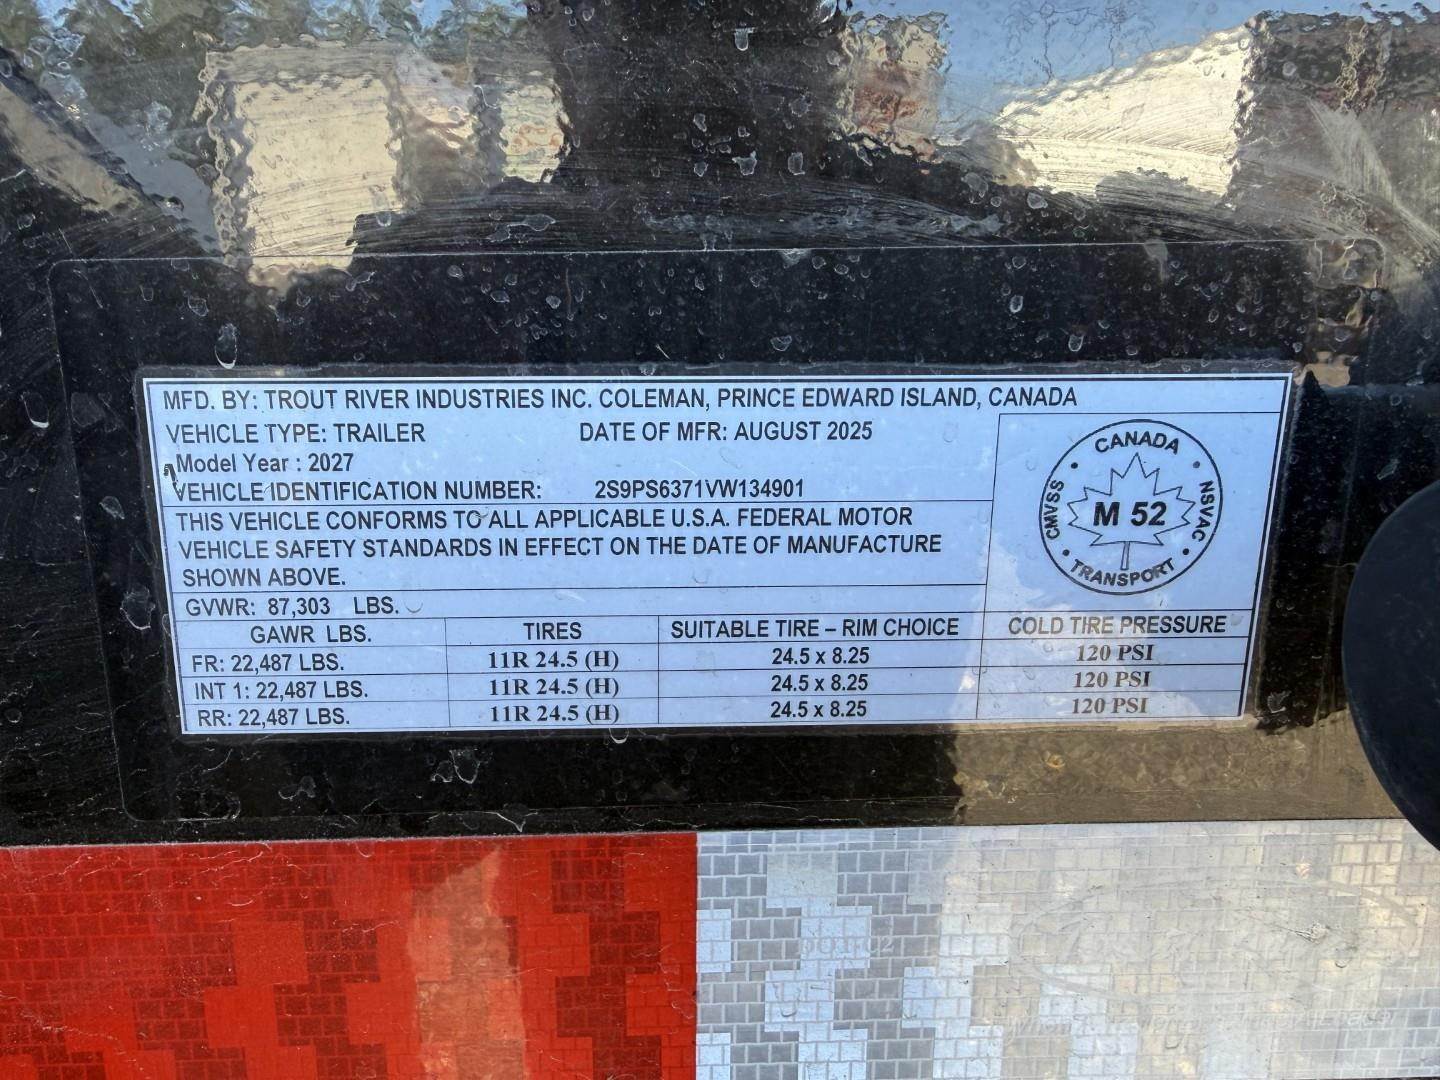 MFD. BY: TROUT RIVER INDUSTRIES INC. COLEMAN, PRINCE EDWARD ISLAND, CANADA
VEHICLE TYPE: TRAILER DATE OF MFR: AUGUST 2025
Model Year : 2027
VEHICLE IDENTIFICATION NUMBER: 2S9PS6371VW134901
THIS VEHICLE CONFORMS TO ALL APPLICABLE U.S.A. FEDERAL MOTOR
VEHICLE SAFETY STANDARDS IN EFFECT ON THE DATE OF MANUFACTURE
SHOWN ABOVE.
CANADA
CMVSS
NSVAC
M 52
TRANSPORT
GVWR: 87,303 LBS.
GAWR LBS. TIRES SUITABLE TIRE – RIM CHOICE COLD TIRE PRESSURE
FR: 22,487 LBS. 11R 24.5 (H) 24.5 x 8.25 120 PSI
INT 1: 22,487 LBS. 11R 24.5 (H) 24.5 x 8.25 120 PSI
RR: 22,487 LBS. 11R 24.5 (H) 24.5 x 8.25 120 PSI